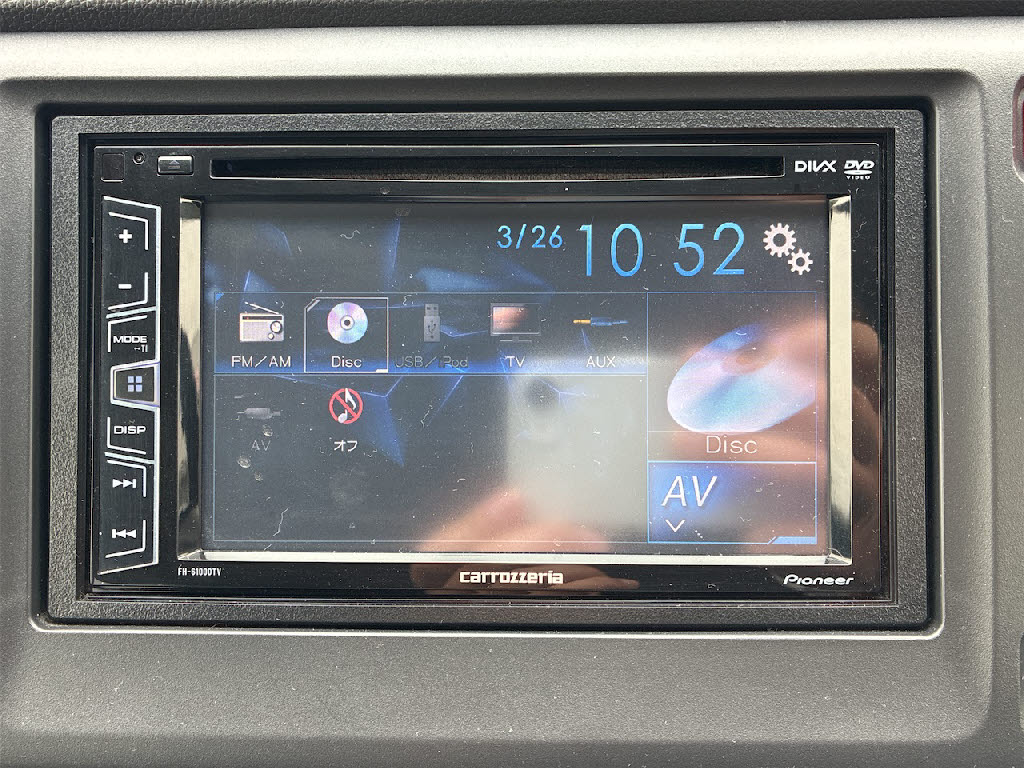 DIVX DVD VIDEO
3/26 10 52
+
-
MODE
DISP
FM/AM Disc USB/iPod TV AUX
AV オフ
Disc
AV
FH-6100DTV
carrozzeria
Pioneer